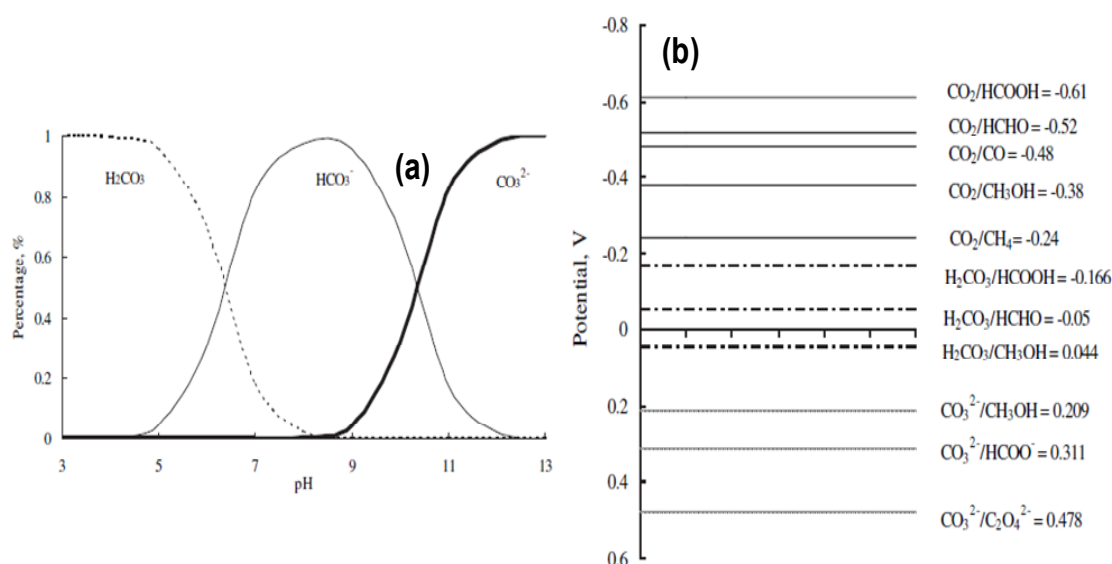 (a)
Percentage, %
1
0.8
0.6
0.4
0.2
0
H₂CO₃
HCO₃⁻
CO₃²⁻
3 5 7 9 11 13
pH
(b)
Potential, V
-0.8
-0.6
-0.4
-0.2
0
0.2
0.4
0.6
CO₂/HCOOH = -0.61
CO₂/HCHO = -0.52
CO₂/CO = -0.48
CO₂/CH₃OH = -0.38
CO₂/CH₄= -0.24
H₂CO₃/HCOOH = -0.166
H₂CO₃/HCHO = -0.05
H₂CO₃/CH₃OH = 0.044
CO₃²⁻/CH₃OH = 0.209
CO₃²⁻/HCOO⁻ = 0.311
CO₃²⁻/C₂O₄²⁻ = 0.478